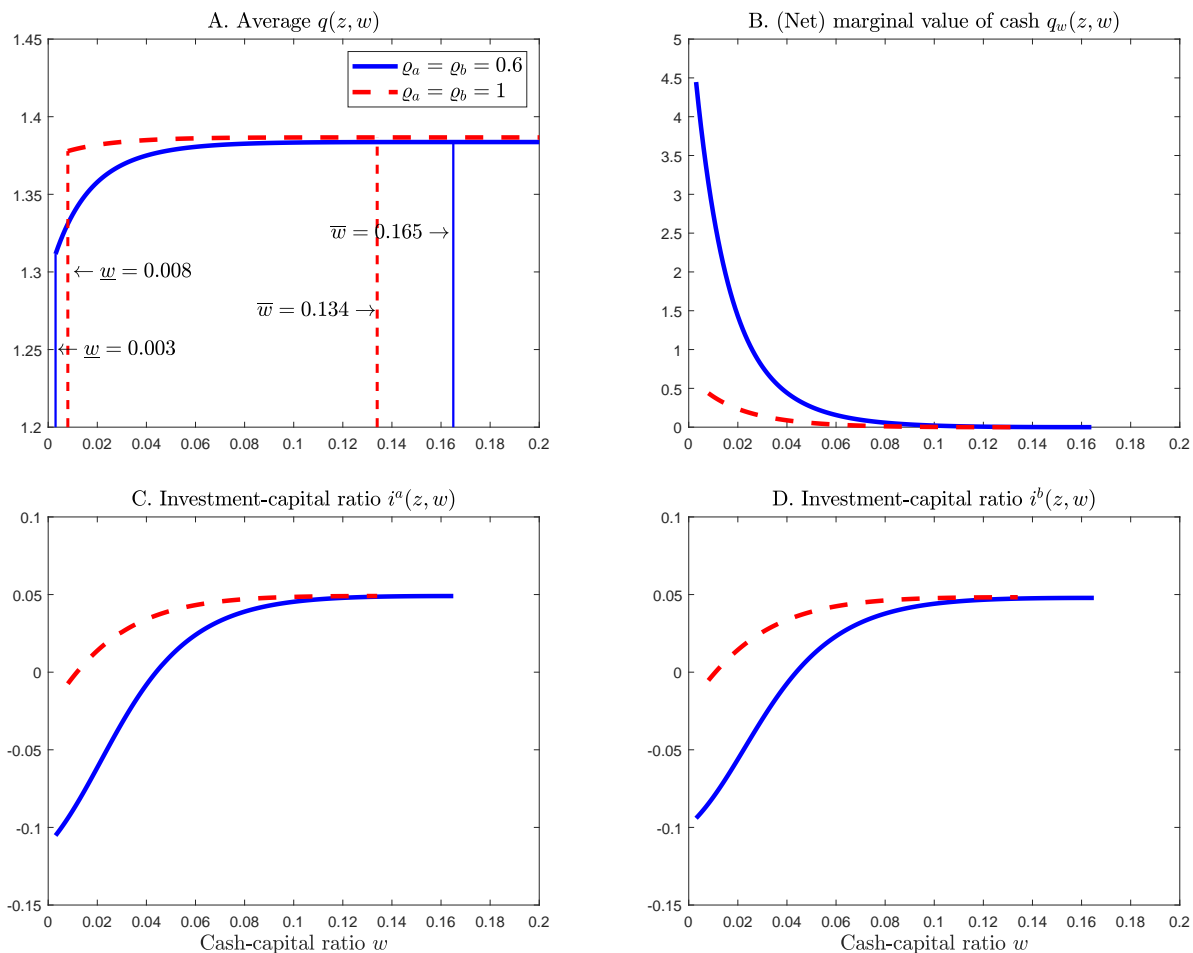 A. Average q(z, w)
1.45
1.4
1.35
1.3
1.25
1.2
0 0.02 0.04 0.06 0.08 0.1 0.12 0.14 0.16 0.18 0.2
ϱ_a = ϱ_b = 0.6
ϱ_a = ϱ_b = 1
w̅ = 0.165 →
← w̲ = 0.008
w̅ = 0.134 →
← w̲ = 0.003
B. (Net) marginal value of cash q_w(z, w)
5
4.5
4
3.5
3
2.5
2
1.5
1
0.5
0
0 0.02 0.04 0.06 0.08 0.1 0.12 0.14 0.16 0.18 0.2
C. Investment-capital ratio i^a(z, w)
0.1
0.05
0
-0.05
-0.1
-0.15
0 0.02 0.04 0.06 0.08 0.1 0.12 0.14 0.16 0.18 0.2
Cash-capital ratio w
D. Investment-capital ratio i^b(z, w)
0.1
0.05
0
-0.05
-0.1
-0.15
0 0.02 0.04 0.06 0.08 0.1 0.12 0.14 0.16 0.18 0.2
Cash-capital ratio w